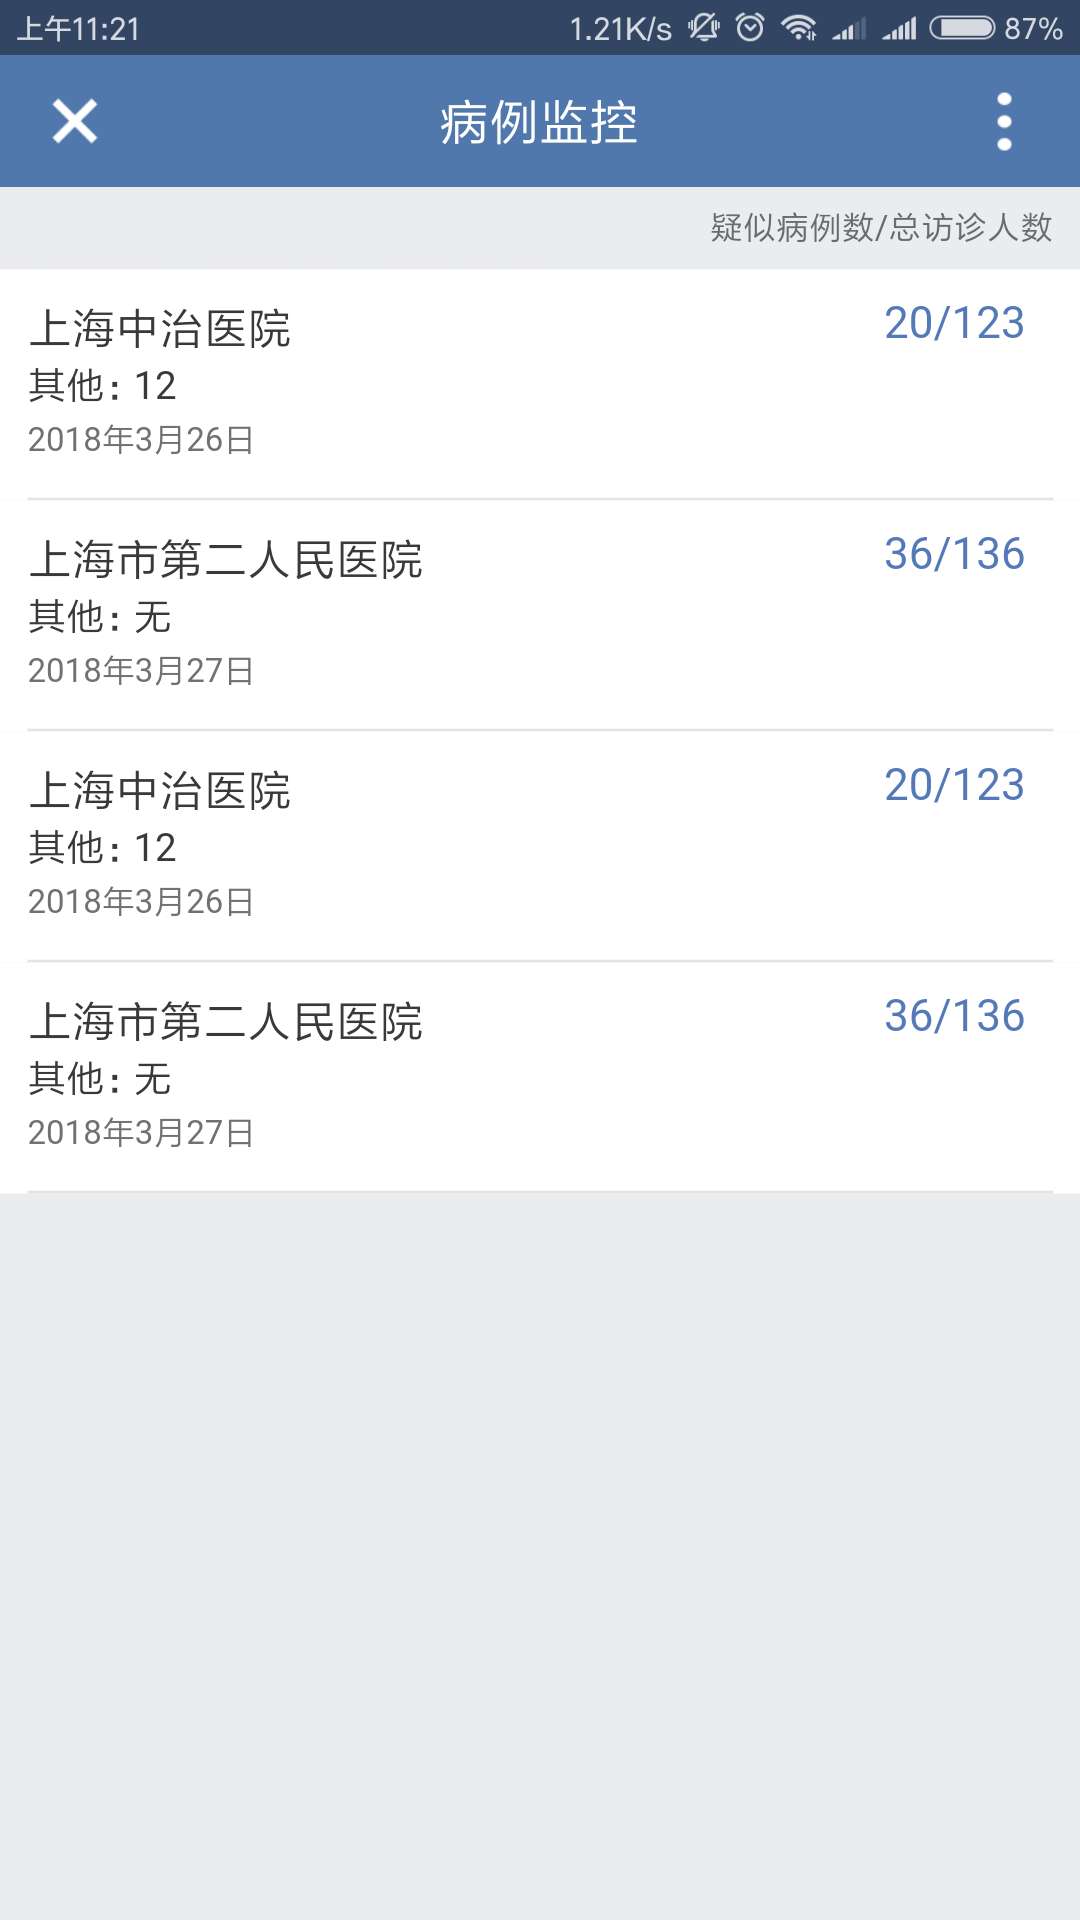 上午11:21 1.21K/s 87%
病例监控
疑似病例数/总访诊人数
上海中治医院 20/123
其他: 12
2018年3月26日
上海市第二人民医院 36/136
其他: 无
2018年3月27日
上海中治医院 20/123
其他: 12
2018年3月26日
上海市第二人民医院 36/136
其他: 无
2018年3月27日